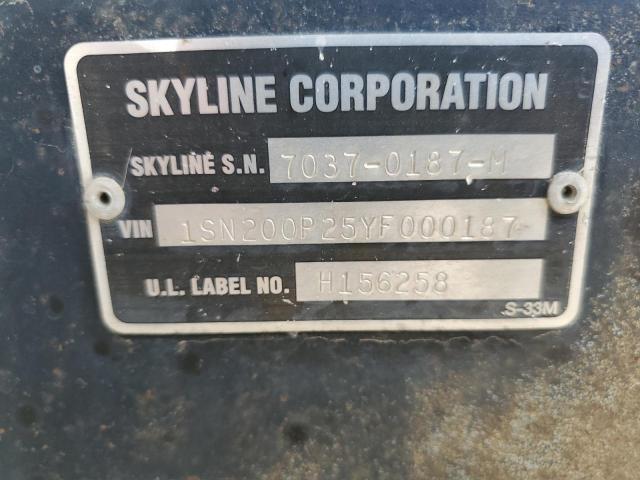 SKYLINE CORPORATION
SKYLINE S.N. 7037-0187-M
VIN 1SN200P25YF000187
U.L. LABEL NO. H156258
S-33M